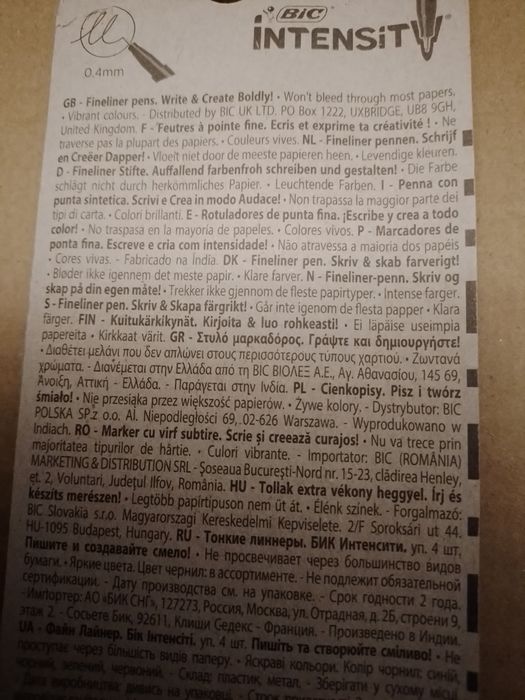 BIC
INTENSITY
0.4mm
GB - Fineliner pens. Write & Create Boldly! • Won't bleed through most papers.
• Vibrant colours. - Distributed by BIC UK LTD. PO Box 1222, UXBRIDGE, UB8 9GH,
United Kingdom. F - Feutres à pointe fine. Ecris et exprime ta créativité ! • Ne
traverse pas la plupart des papiers. • Couleurs vives. NL - Fineliner pennen. Schrijf
en Creëer Dapper! • Vloeit niet door de meeste papieren heen. • Levendige kleuren.
D - Fineliner Stifte. Auffallend farbenfroh schreiben und gestalten! • Die Farbe
schlägt nicht durch herkömmliches Papier. • Leuchtende Farben. I - Penna con
punta sintetica. Scrivi e Crea in modo Audace! • Non trapassa la maggior parte dei
tipi di carta. • Colori brillanti. E - Rotuladores de punta fina. ¡Escribe y crea a todo
color! • No traspasa en la mayoría de papeles. • Colores vivos. P - Marcadores de
ponta fina. Escreve e cria com intensidade! • Não atravessa a maioria dos papéis
• Cores vivas. - Fabricado na Índia. DK - Fineliner pen. Skriv & skab farverigt!
• Bløder ikke igennem det meste papir. • Klare farver. N - Fineliner-penn. Skriv og
skap på din egen måte! • Trekker ikke gjennom de fleste papirtyper. • Intense farger.
S - Fineliner pen. Skriv & Skapa färgrikt! • Går inte igenom de flesta papper • Klara
färger. FIN - Kuitukärkikynät. Kirjoita & luo rohkeasti! • Ei läpäise useimpia
papereita • Kirkkaat värit. GR - Στυλό μαρκαδόρος. Γράψτε και δημιουργήστε!
• Διαθέτει μελάνι που δεν απλώνει στους περισσότερους τύπους χαρτιού. • Ζωντανά
χρώματα. - Διανέμεται στην Ελλάδα από τη BIC ΒΙΟΛΕΞ Α.Ε., Αγ. Αθανασίου, 145 69,
Άνοιξη, Αττική - Ελλάδα. - Παράγεται στην Ινδία. PL - Cienkopisy. Pisz i twórz
śmiało! • Nie przesiąka przez większość papierów. • Żywe kolory. - Dystrybutor: BIC
POLSKA SP.z o.o. Al. Niepodległości 69, 02-626 Warszawa. - Wyprodukowano w
Indiach. RO - Marker cu virf subtire. Scrie și creează curajos! • Nu va trece prin
majoritatea tipurilor de hârtie. • Culori vibrante. - Importator: BIC (ROMÂNIA)
MARKETING & DISTRIBUTION SRL - Șoseaua București-Nord nr. 15-23, clădirea Henley,
et. 2, Voluntari, Județul Ilfov, România. HU - Tollak extra vékony heggyel. Írj és
készíts merészen! • Legtöbb papírtípuson nem üt át. • Élénk színek. - Forgalmazó:
BIC Slovakia s.r.o. Magyarorszagi Kereskedelmi Kepviselete. 2/F Soroksári ut 44.
HU-1095 Budapest, Hungary. RU - Тонкие линнеры. БИК Интенсити, уп. 4 шт.
Пишите и создавайте смело! • Не просвечивает через большинство видов
бумаги. • Яркие цвета. Цвет чернил: в ассортименте. - Не подлежит обязательной
сертификации. - Дату производства см. на упаковке. - Срок годности 2 года.
-Импортер: АО «БИК СНГ», 127273, Россия, Москва, ул. Отрадная, д. 2Б, строени 9,
этаж 2. - Сосьете Бик, 92611, Клиши Седекс - Франция. - Произведено в Индии.
UA - Файн Лайнер. Бік Інтенсіті. уп. 4 шт. Пишіть та створюйте сміливо! • Не
проступає через більшість видів паперу. • Яскраві кольори. Колір чорнил: синій,
чорний, зелений, червоний. - Склад: пластик, метал. - Зберігати у сухому місці
Дата виробництва: дивись на упаковці. - Строк